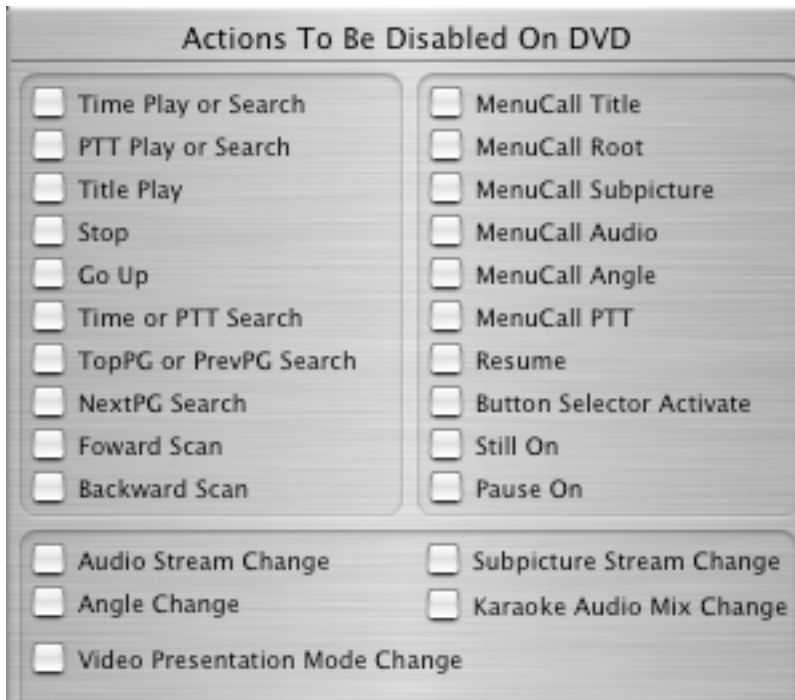 Actions To Be Disabled On DVD
Time Play or Search
PTT Play or Search
Title Play
Stop
Go Up
Time or PTT Search
TopPG or PrevPG Search
NextPG Search
Foward Scan
Backward Scan
MenuCall Title
MenuCall Root
MenuCall Subpicture
MenuCall Audio
MenuCall Angle
MenuCall PTT
Resume
Button Selector Activate
Still On
Pause On
Audio Stream Change
Angle Change
Video Presentation Mode Change
Subpicture Stream Change
Karaoke Audio Mix Change